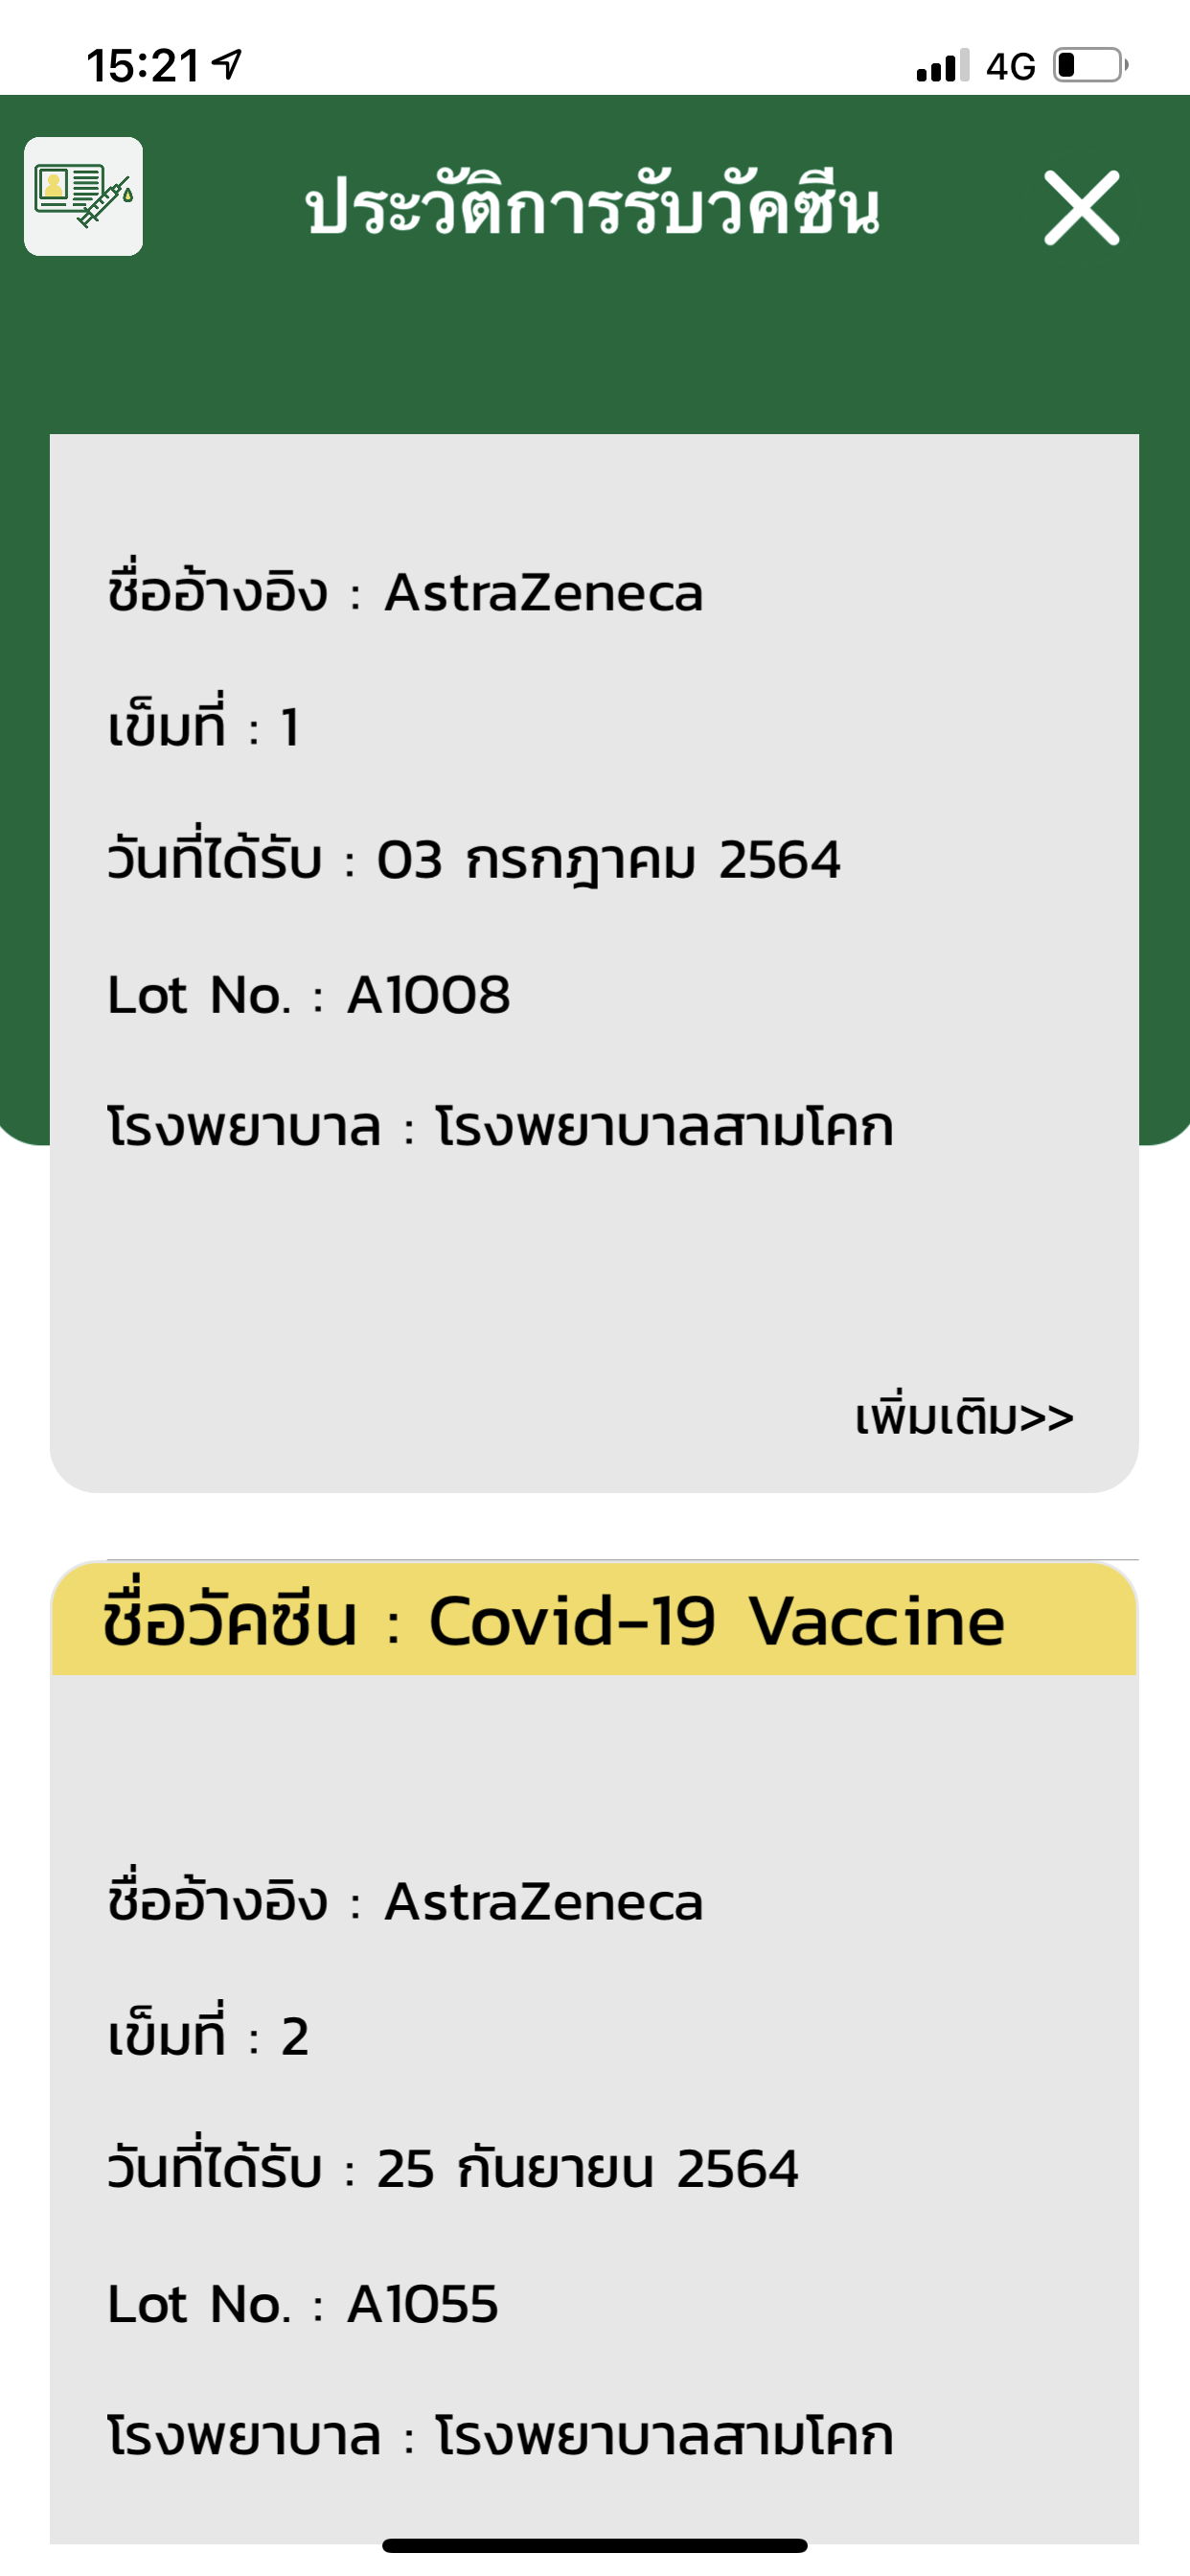 15:21
4G
ประวัติการรับวัคซีน
ชื่ออ้างอิง : AstraZeneca
เข็มที่ : 1
วันที่ได้รับ : 03 กรกฎาคม 2564
Lot No. : A1008
โรงพยาบาล : โรงพยาบาลสามโคก
เพิ่มเติม>>
ชื่อวัคซีน : Covid-19 Vaccine
ชื่ออ้างอิง : AstraZeneca
เข็มที่ : 2
วันที่ได้รับ : 25 กันยายน 2564
Lot No. : A1055
โรงพยาบาล : โรงพยาบาลสามโคก